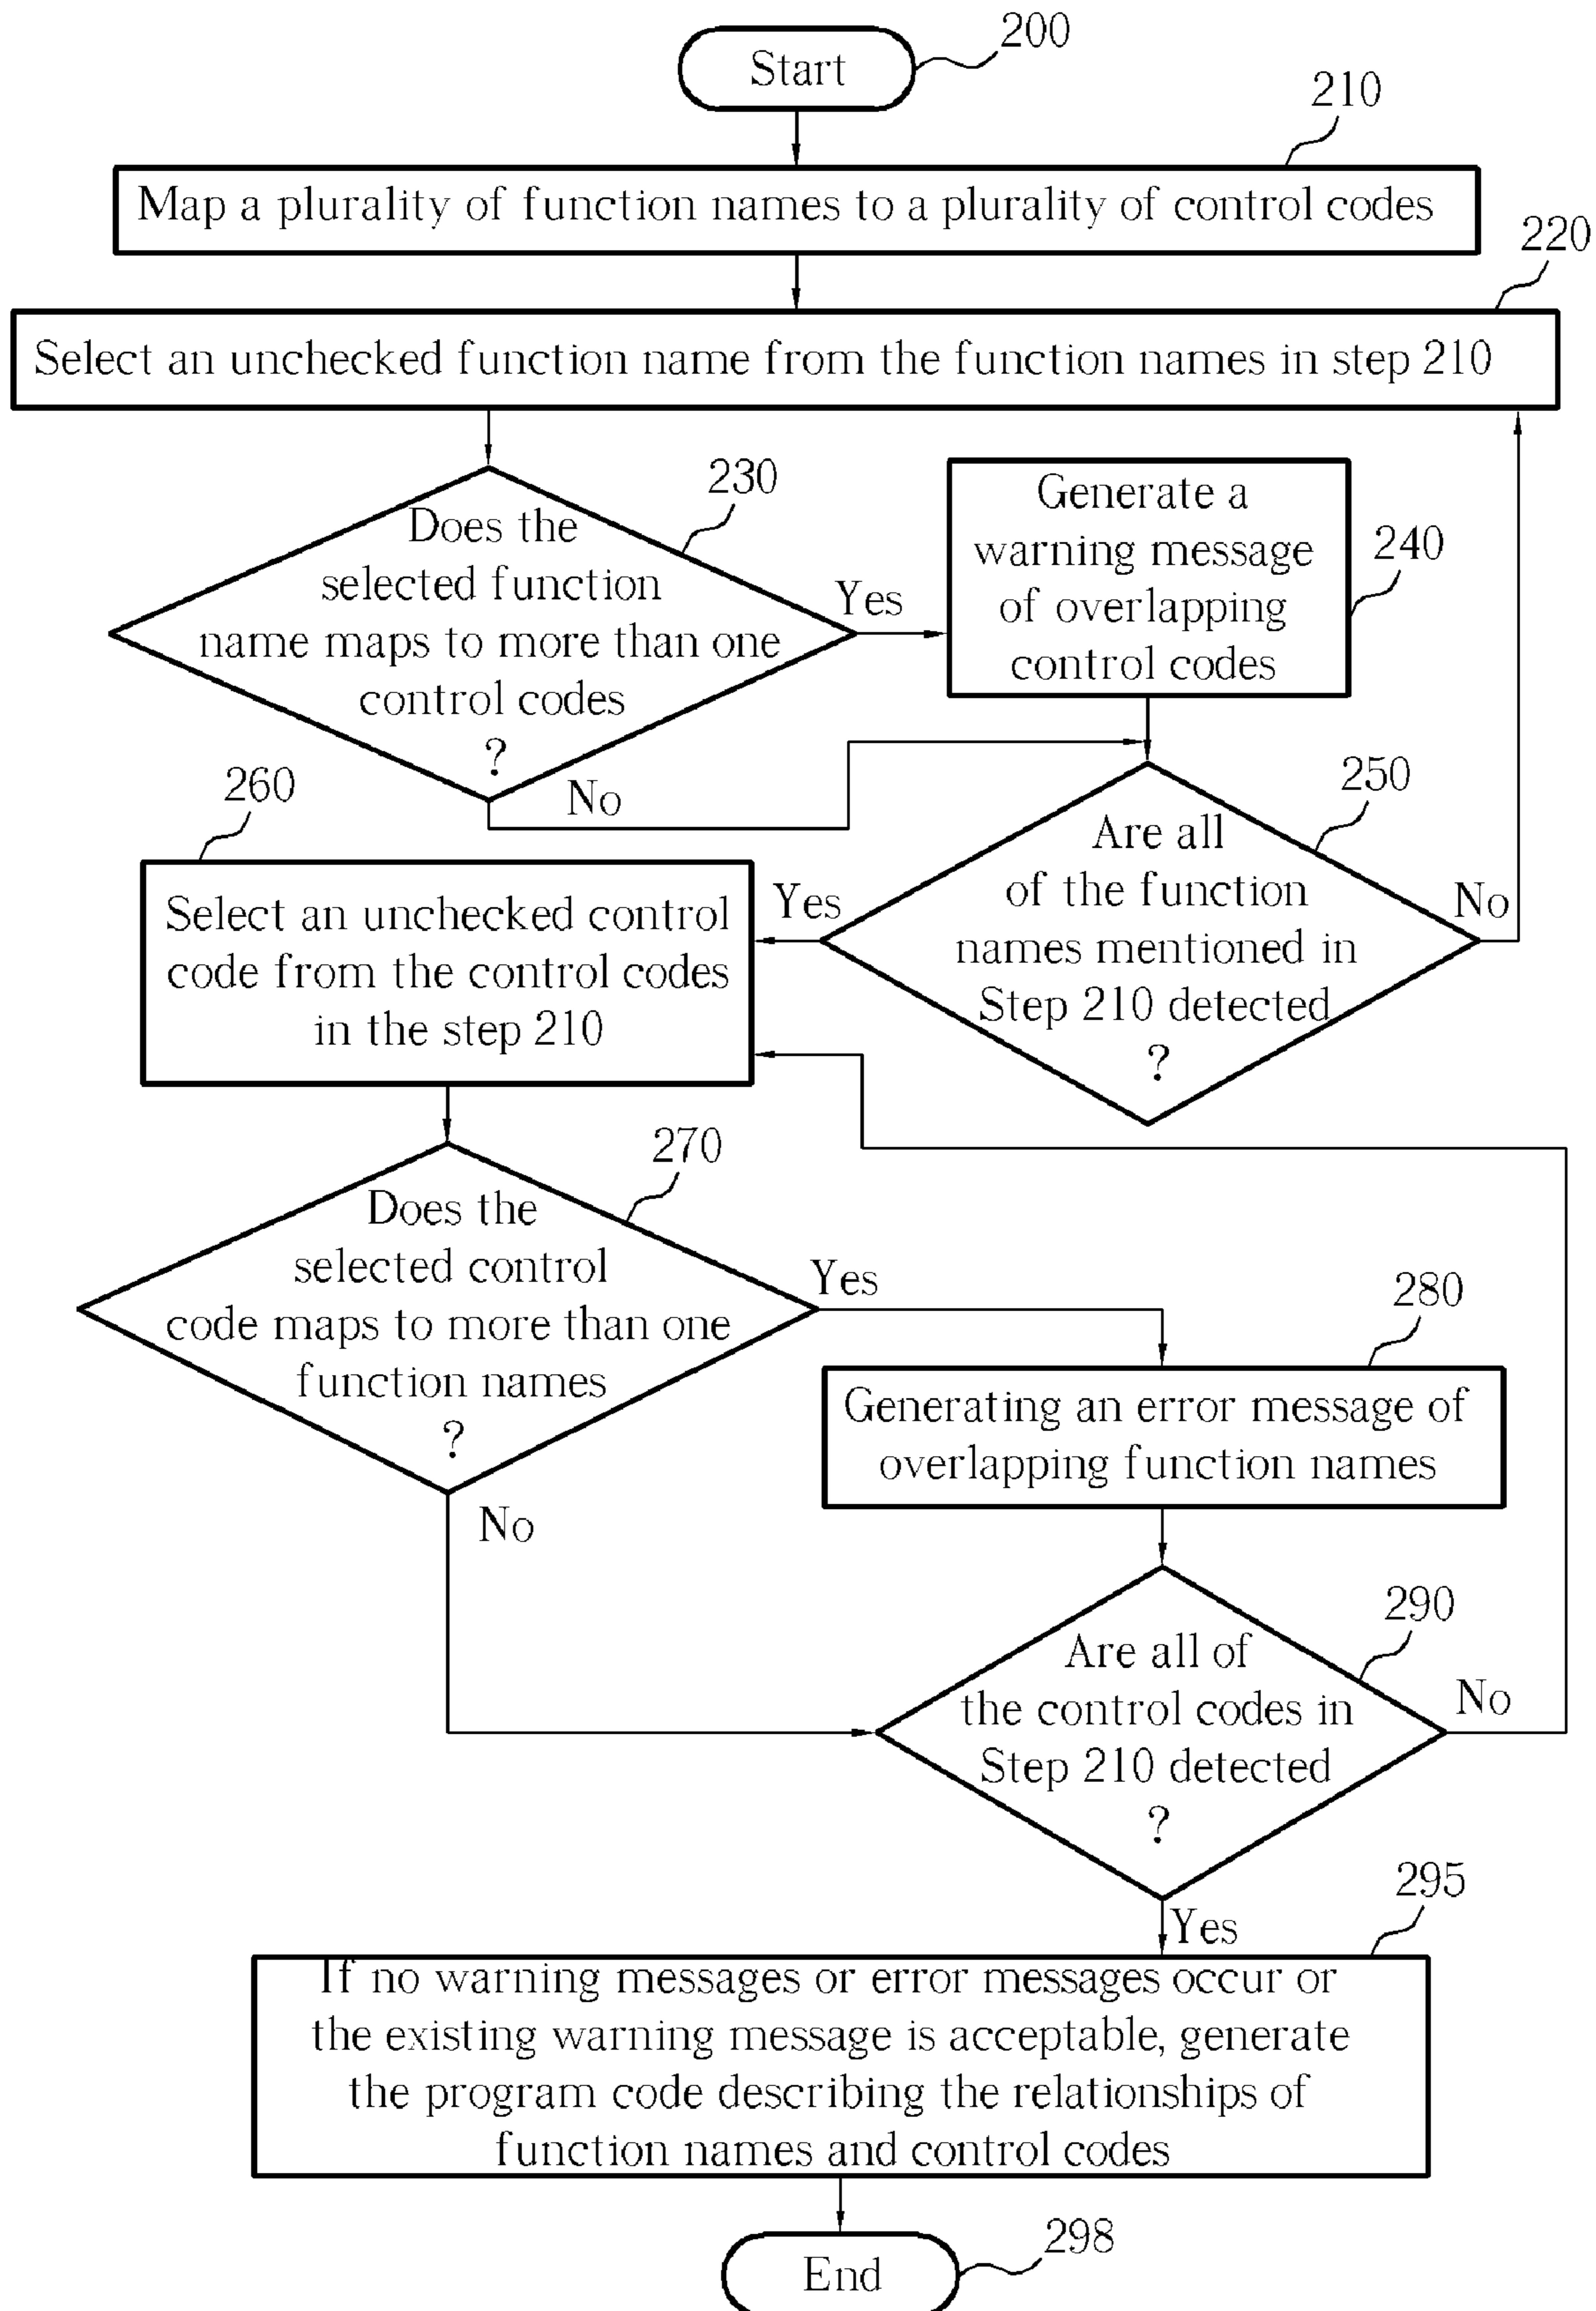 Start
200
210
Map a plurality of function names to a plurality of control codes
220
Select an unchecked function name from the function names in step 210
230
Does the
selected function
name maps to more than one
control codes
?
Yes
No
Generate a
warning message
of overlapping
control codes
240
250
Are all
of the function
names mentioned in
Step 210 detected
?
Yes
No
260
Select an unchecked control
code from the control codes
in the step 210
270
Does the
selected control
code maps to more than one
function names
?
Yes
No
280
Generating an error message of
overlapping function names
290
Are all of
the control codes in
Step 210 detected
?
No
Yes
295
If no warning messages or error messages occur or
the existing warning message is acceptable, generate
the program code describing the relationships of
function names and control codes
End
298